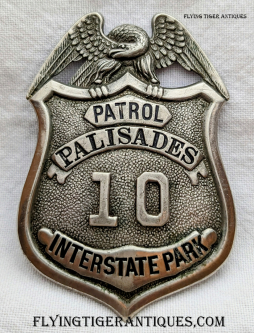 FLYING TIGER ANTIQUES
PATROL
PALISADES
10
INTERSTATE PARK
FLYINGTIGERANTIQUES.COM